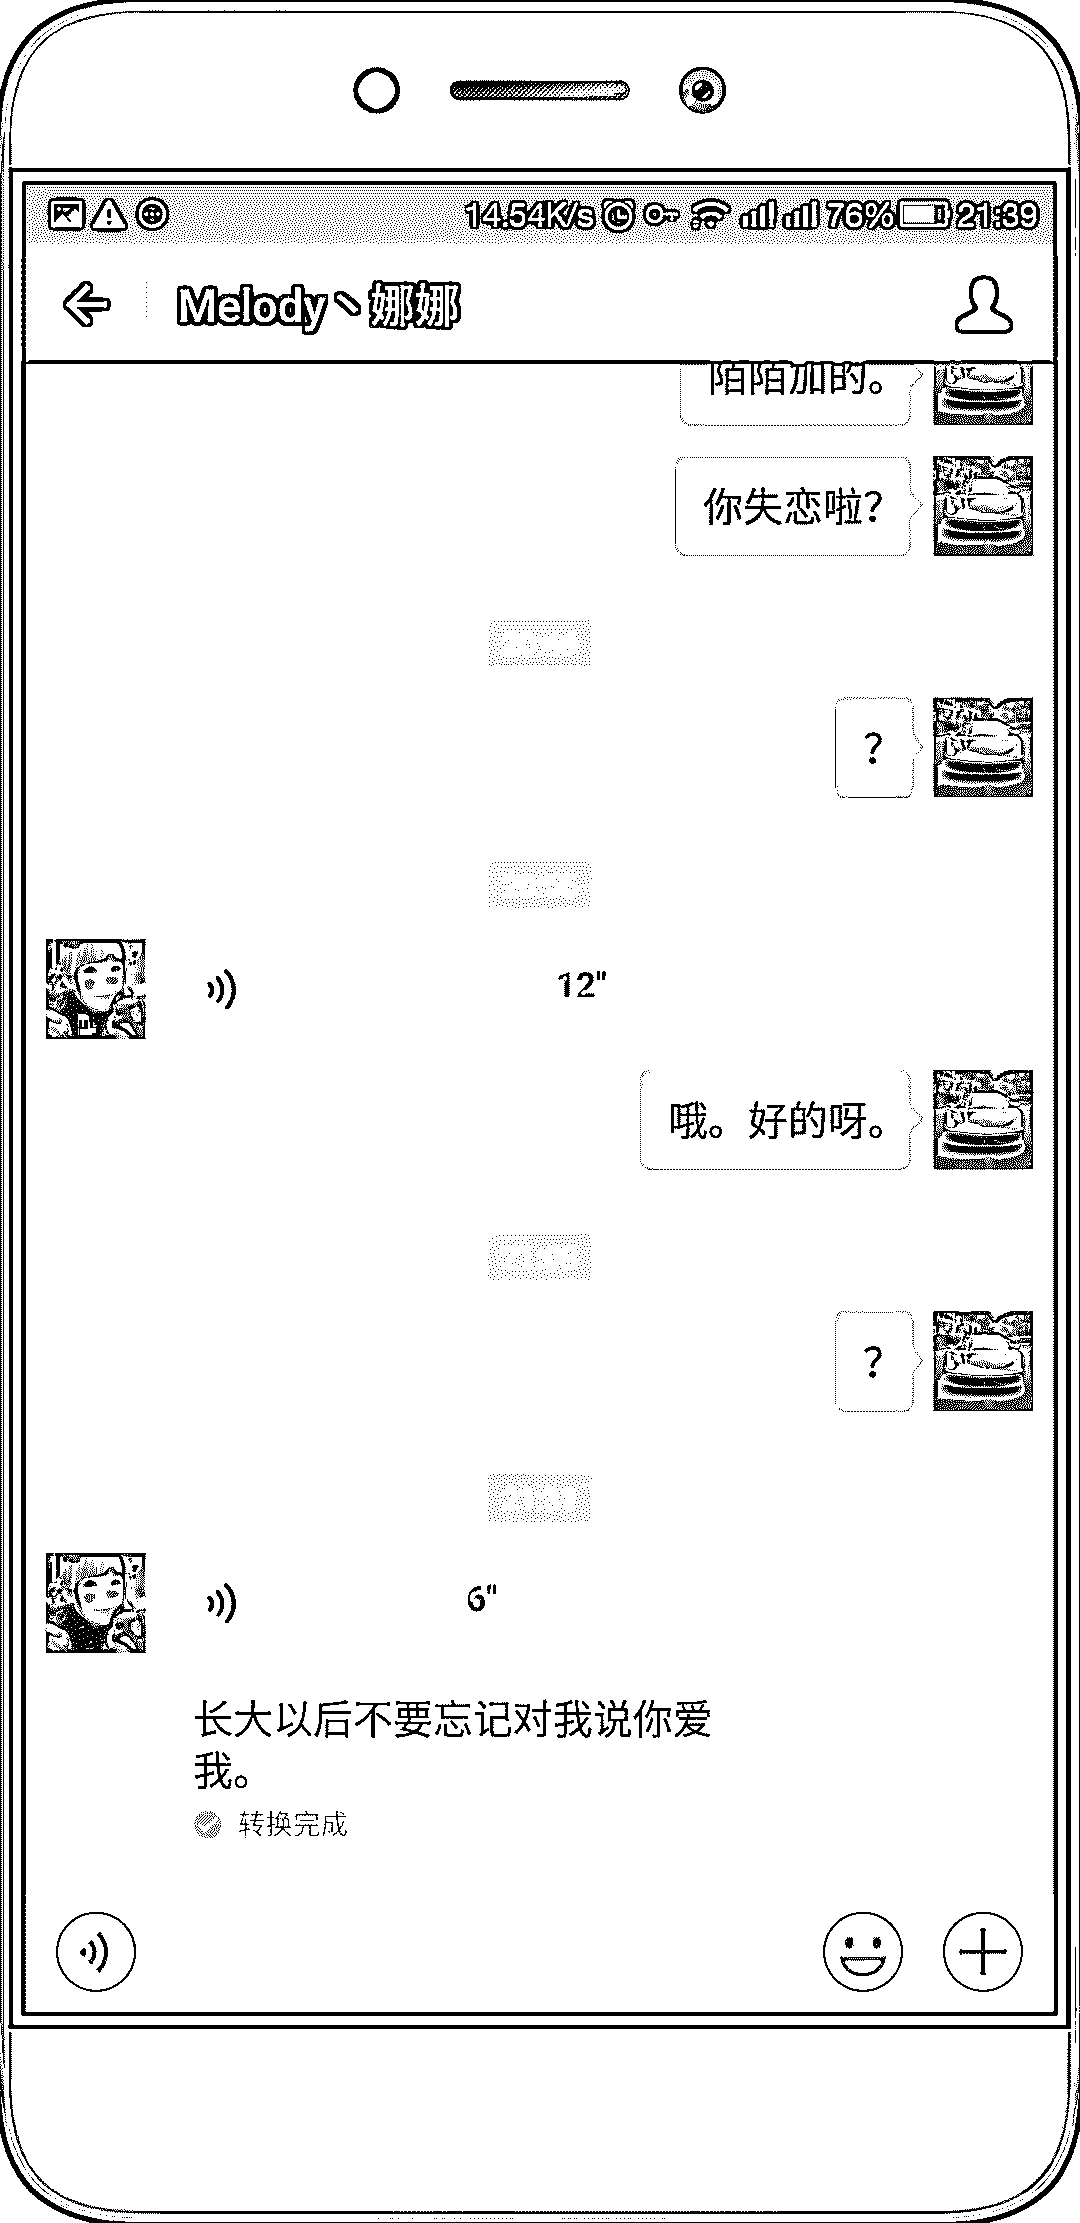 14.54K/s 76% 21:39
Melody丶娜娜
陌陌加的。
你失恋啦？
？
12"
哦。好的呀。
？
6"
长大以后不要忘记对我说你爱
我。
转换完成